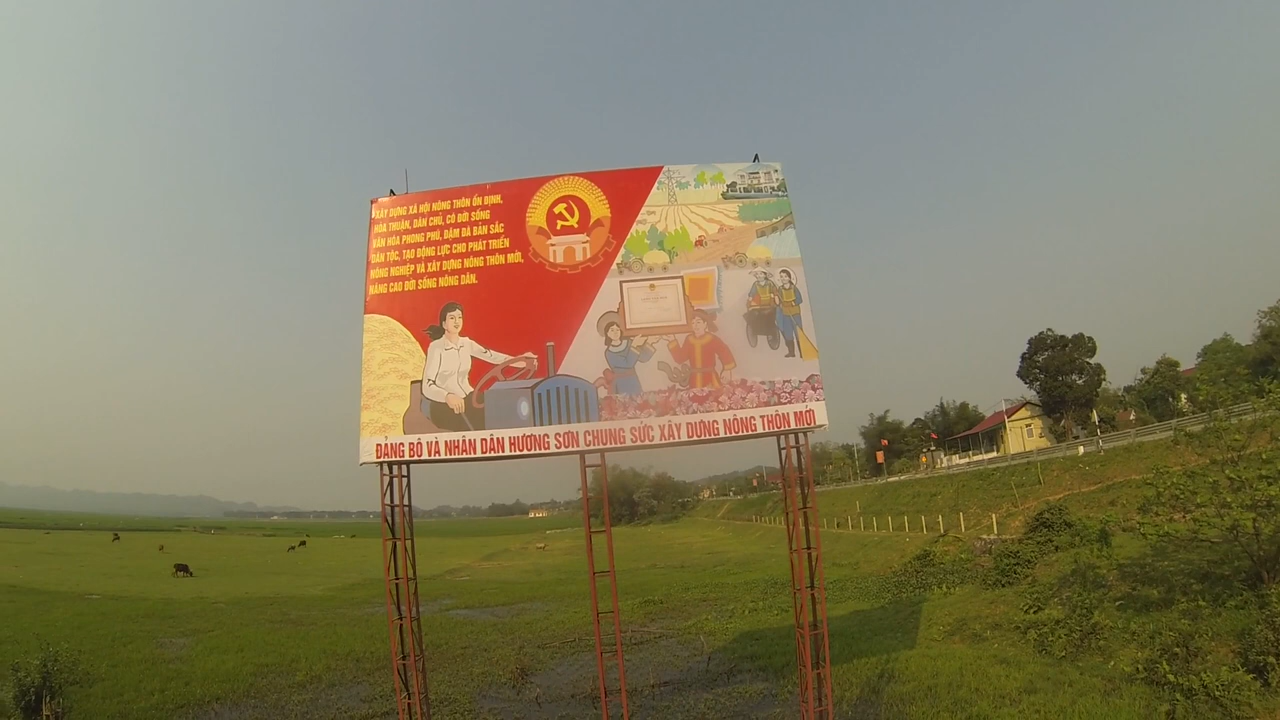 XÂY DỰNG XÃ HỘI NÔNG THÔN ỔN ĐỊNH,
HÒA THUẬN, DÂN CHỦ, CÓ ĐỜI SỐNG
VĂN HÓA PHONG PHÚ, ĐẬM ĐÀ BẢN SẮC
DÂN TỘC, TẠO ĐỘNG LỰC CHO PHÁT TRIỂN
NÔNG NGHIỆP VÀ XÂY DỰNG NÔNG THÔN MỚI,
NÂNG CAO ĐỜI SỐNG NÔNG DÂN.
ĐẢNG BỘ VÀ NHÂN DÂN HƯƠNG SƠN CHUNG SỨC XÂY DỰNG NÔNG THÔN MỚI